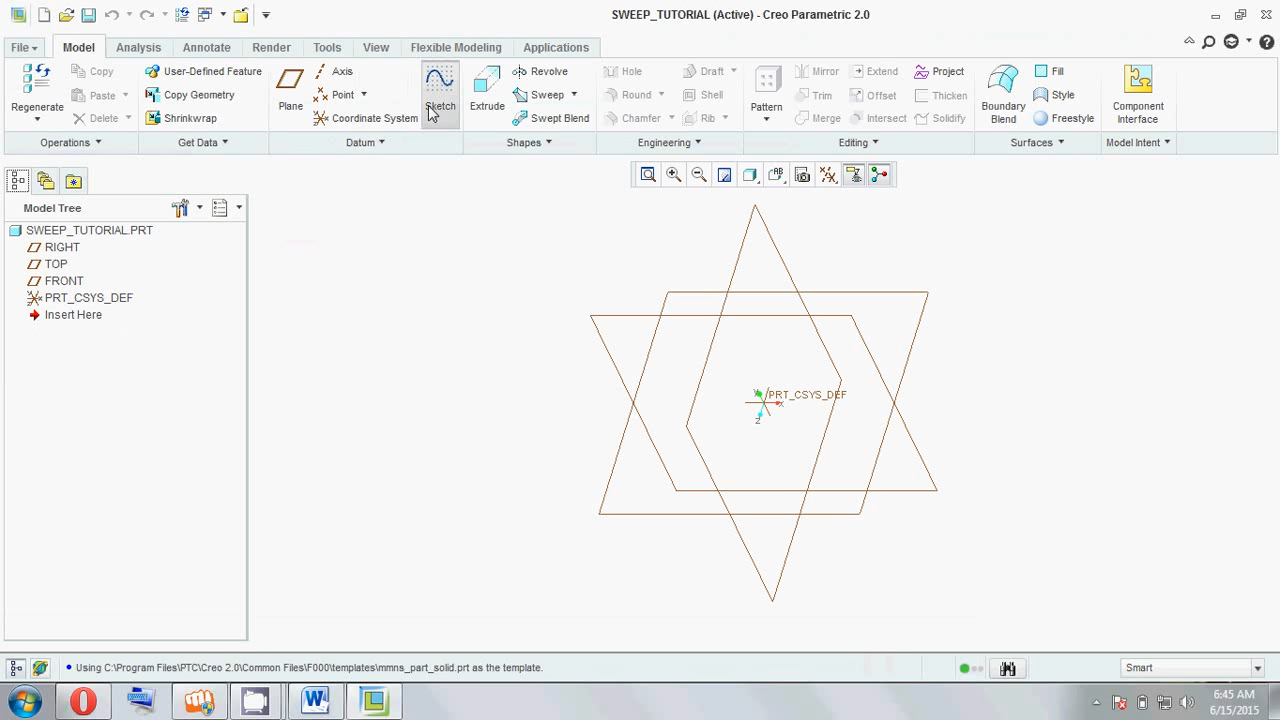 SWEEP_TUTORIAL (Active) - Creo Parametric 2.0
File Model Analysis Annotate Render Tools View Flexible Modeling Applications
Regenerate
Copy
Paste
Delete
User-Defined Feature
Copy Geometry
Shrinkwrap
Plane
Axis
Point
Coordinate System
Sketch
Extrude
Revolve
Sweep
Swept Blend
Hole
Round
Chamfer
Draft
Shell
Rib
Pattern
Mirror
Trim
Merge
Extend
Offset
Intersect
Project
Thicken
Solidify
Boundary
Blend
Fill
Style
Freestyle
Component
Interface
Operations Get Data Datum Shapes Engineering Editing Surfaces Model Intent
Model Tree
SWEEP_TUTORIAL.PRT
RIGHT
TOP
FRONT
PRT_CSYS_DEF
Insert Here
PRT_CSYS_DEF
Y
X
Z
Using C:\Program Files\PTC\Creo 2.0\Common Files\F000\templates\mmns_part_solid.prt as the template.
Smart
6:45 AM
6/15/2015